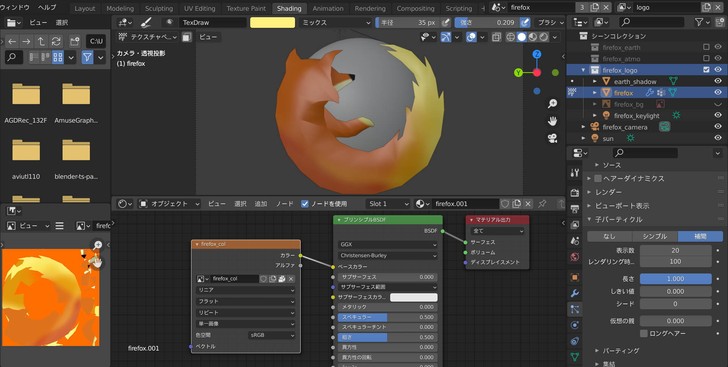 ウィンドウ ヘルプ Layout Modeling Sculpting UV Editing Texture Paint Shading Animation Rendering Compositing Scripting firefox 3 logo
TexDraw ミックス 半径 35 px 強さ 0.209 ブラシ
C:\U テクスチャペ... ビュー
シーンコレクション
カメラ・透視投影
(1) firefox
firefox_earth
firefox_atmo
firefox_logo
earth_shadow
firefox
firefox_bg
firefox_keylight
firefox_camera
sun
Z
Y
AGDRec_132F AmuseGraph...
aviutl110 blender-ts-pa...
ソース
ヘアーダイナミクス
レンダー
ビューポート表示
子パーティクル
なし シンプル 補間
表示数 20
レンダリング時... 100
長さ 1.000
しきい値 0.000
シード 0
仮想の親 0.000
ロングヘアー
パーティング
集結
オブジェクト ビュー 選択 追加 ノード ノードを使用 Slot 1 firefox.001
ビュー
firefox_col
カラー
アルファ
firefox_col
リニア
フラット
リピート
単一画像
色空間 sRGB
ベクトル
firefox.001
プリンシプルBSDF
BSDF
GGX
Christensen-Burley
ベースカラー
サブサーフェス 0.000
サブサーフェス範囲
サブサーフカラ...
メタリック 0.000
スペキュラー 0.500
スペキュラーチント 0.000
粗さ 0.500
異方性 0.000
異方性の回転 0.000
マテリアル出力
全て
サーフェス
ボリューム
ディスプレイスメント